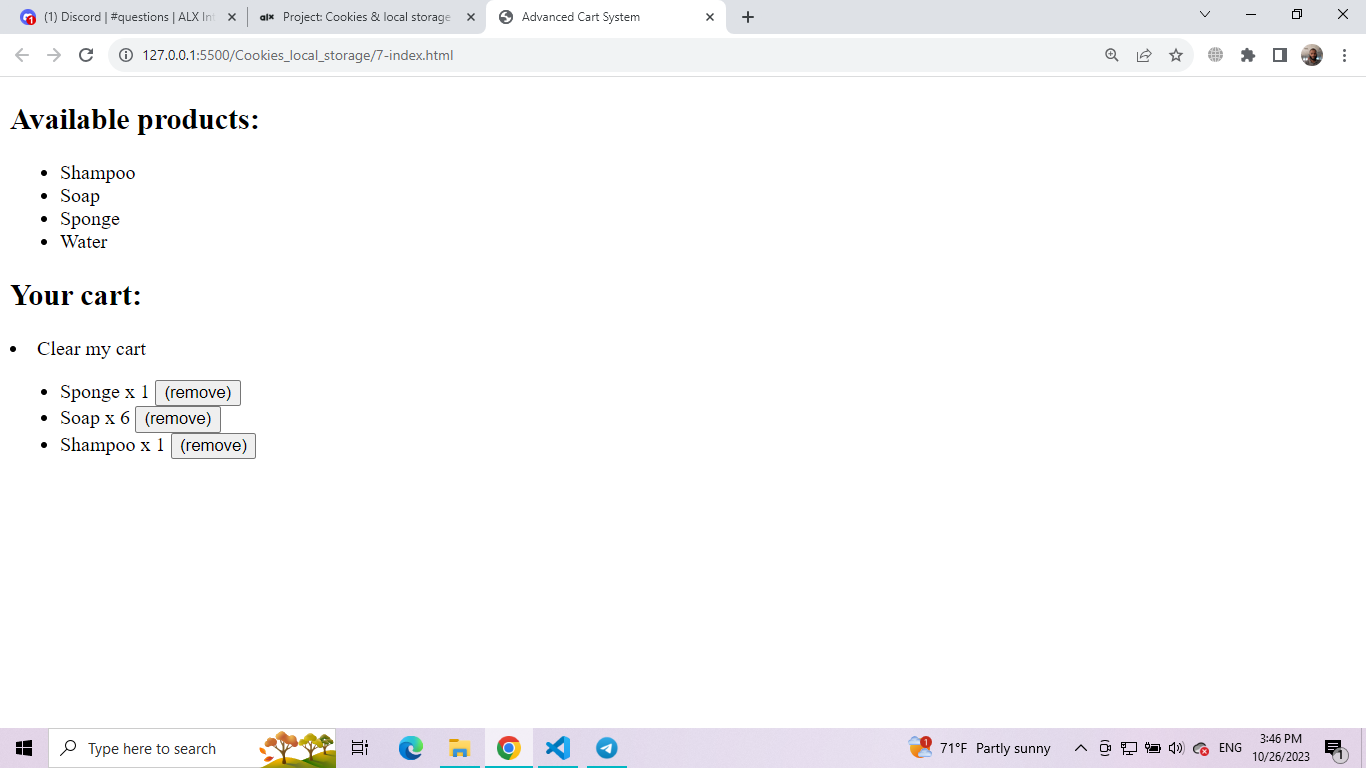 (1) Discord | #questions | ALX Int
alx Project: Cookies & local storage
Advanced Cart System
127.0.0.1:5500/Cookies_local_storage/7-index.html
Available products:
Shampoo
Soap
Sponge
Water
Your cart:
Clear my cart
Sponge x 1 (remove)
Soap x 6 (remove)
Shampoo x 1 (remove)
Type here to search
1
71°F Partly sunny
ENG
3:46 PM
10/26/2023
1